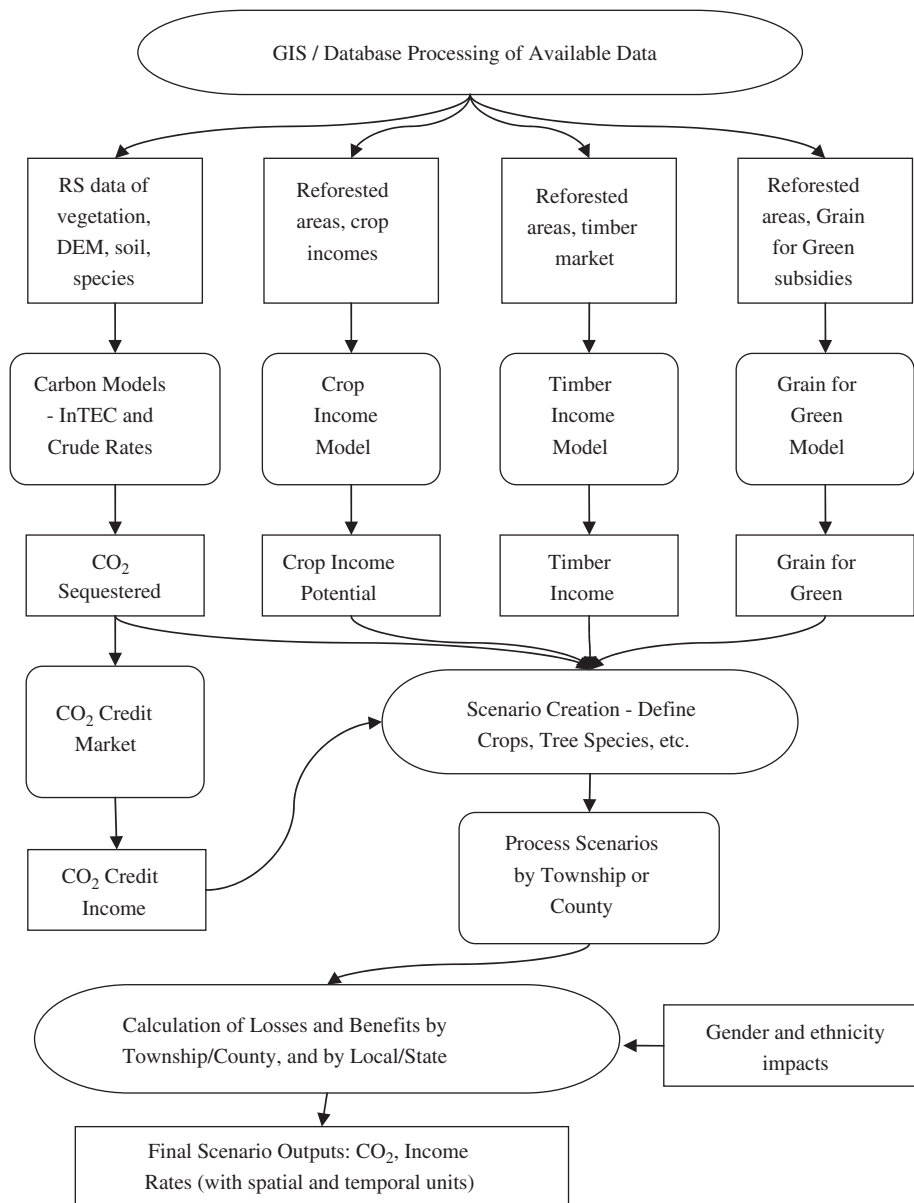 GIS / Database Processing of Available Data
RS data of
vegetation,
DEM, soil,
species
Reforested
areas, crop
incomes
Reforested
areas, timber
market
Reforested
areas, Grain
for Green
subsidies
Carbon Models
- InTEC and
Crude Rates
Crop
Income
Model
Timber
Income
Model
Grain for
Green
Model
CO₂
Sequestered
Crop Income
Potential
Timber
Income
Grain for
Green
CO₂ Credit
Market
Scenario Creation - Define
Crops, Tree Species, etc.
CO₂ Credit
Income
Process Scenarios
by Township or
County
Calculation of Losses and Benefits by
Township/County, and by Local/State
Gender and ethnicity
impacts
Final Scenario Outputs: CO₂, Income
Rates (with spatial and temporal units)